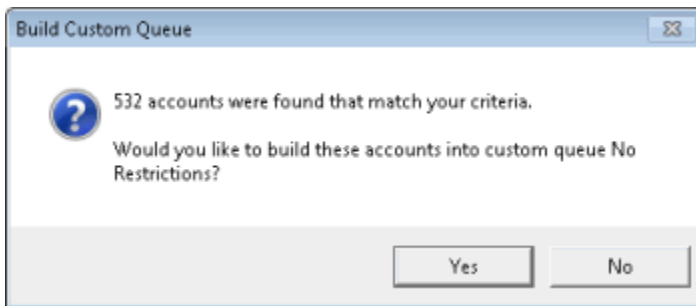 Build Custom Queue
532 accounts were found that match your criteria.
Would you like to build these accounts into custom queue No
Restrictions?
Yes
No